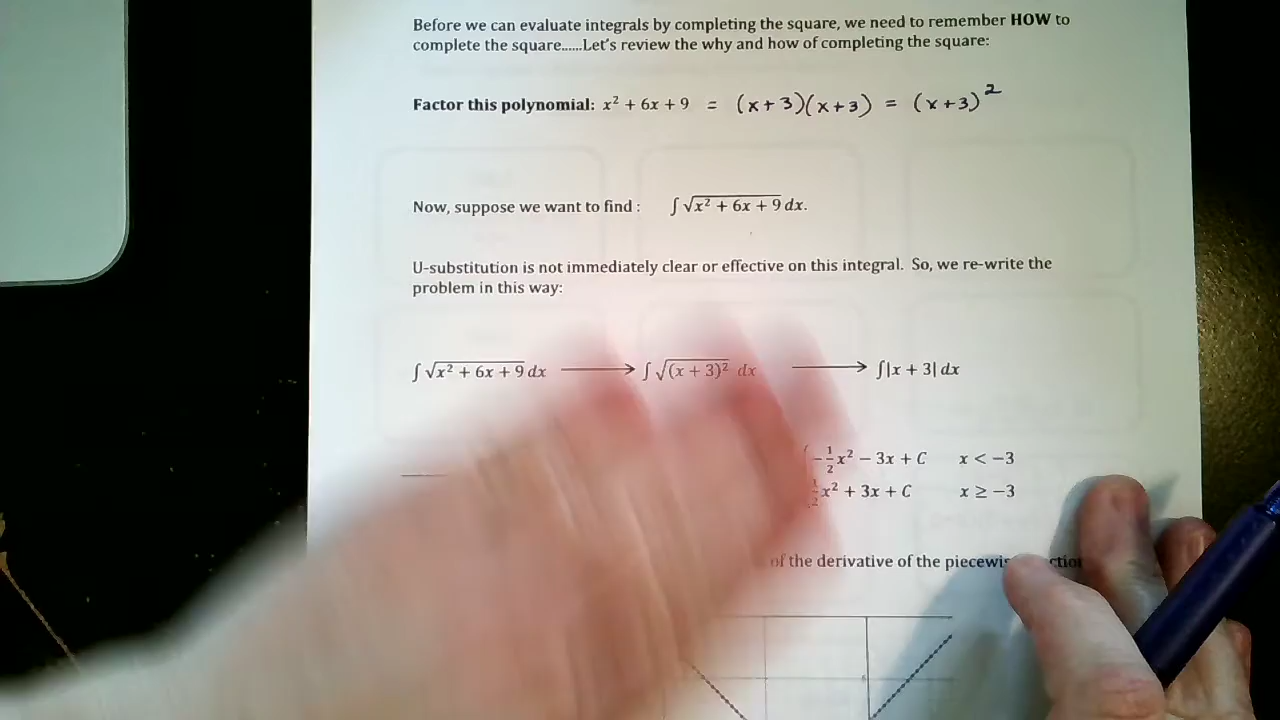 Before we can evaluate integrals by completing the square, we need to remember HOW to
complete the square......Let's review the why and how of completing the square:
Factor this polynomial: x² + 6x + 9 = (x+3)(x+3) = (x+3)²
Now, suppose we want to find : ∫ √(x² + 6x + 9) dx.
U-substitution is not immediately clear or effective on this integral. So, we re-write the
problem in this way:
∫ √(x² + 6x + 9) dx ⟶ ∫ √((x + 3)²) dx ⟶ ∫|x + 3| dx
-1/2 x² − 3x + C x < −3
1/2 x² + 3x + C x ≥ −3
of the derivative of the